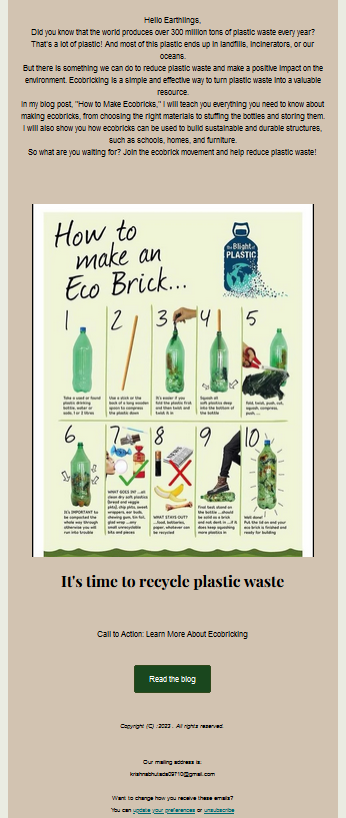 Hello Earthlings,
Did you know that the world produces over 300 million tons of plastic waste every year?
That's a lot of plastic! And most of this plastic ends up in landfills, incinerators, or our
oceans.
But there is something we can do to reduce plastic waste and make a positive impact on the
environment. Ecobricking is a simple and effective way to turn plastic waste into a valuable
resource.
In my blog post, "How to Make Ecobricks," I will teach you everything you need to know about
making ecobricks, from choosing the right materials to stuffing the bottles and storing them.
I will also show you how ecobricks can be used to build sustainable and durable structures,
such as schools, homes, and furniture.
So what are you waiting for? Join the ecobrick movement and help reduce plastic waste!
How to
make an
Eco Brick...
the Blight of
PLASTIC
1 2 3 4 5
Take a used or found
plastic drinking
bottle, water or
soda, 1 or 2 litres
Use a stick or the
back of a long wooden
spoon to compress
the plastic down
It's easier if you
fold the plastic first
and then twist and
twist it in
Squash all
soft plastics deep
into the bottom of
the bottle
Fold, twist, push, cut,
squash, compress,
push....
6 7 8 9 10
It's IMPORTANT to
be compacted the
whole way through
otherwise you will
run into trouble
WHAT GOES IN? ...all
clean dry soft plastics
(bread and veggie
pkts), chip pkts, sweet
wrappers, ear buds,
chewing gum, tin foil,
glad wrap ...any
small unrecyclable
bits and pieces
WHAT STAYS OUT?
...food, batteries,
paper, whatever can
be recycled
Final test: stand on
the bottle ...should
be solid as a brick
and not dent in ...if it
does keep squashing
more plastics in
Well done!
Put the lid on and your
eco brick is finished and
ready for building
It's time to recycle plastic waste
Call to Action: Learn More About Ecobricking
Read the blog
Copyright (C) :2023 . All rights reserved.
Our mailing address is:
krishnabhutada09710@gmail.com
Want to change how you receive these emails?
You can update your preferences or unsubscribe